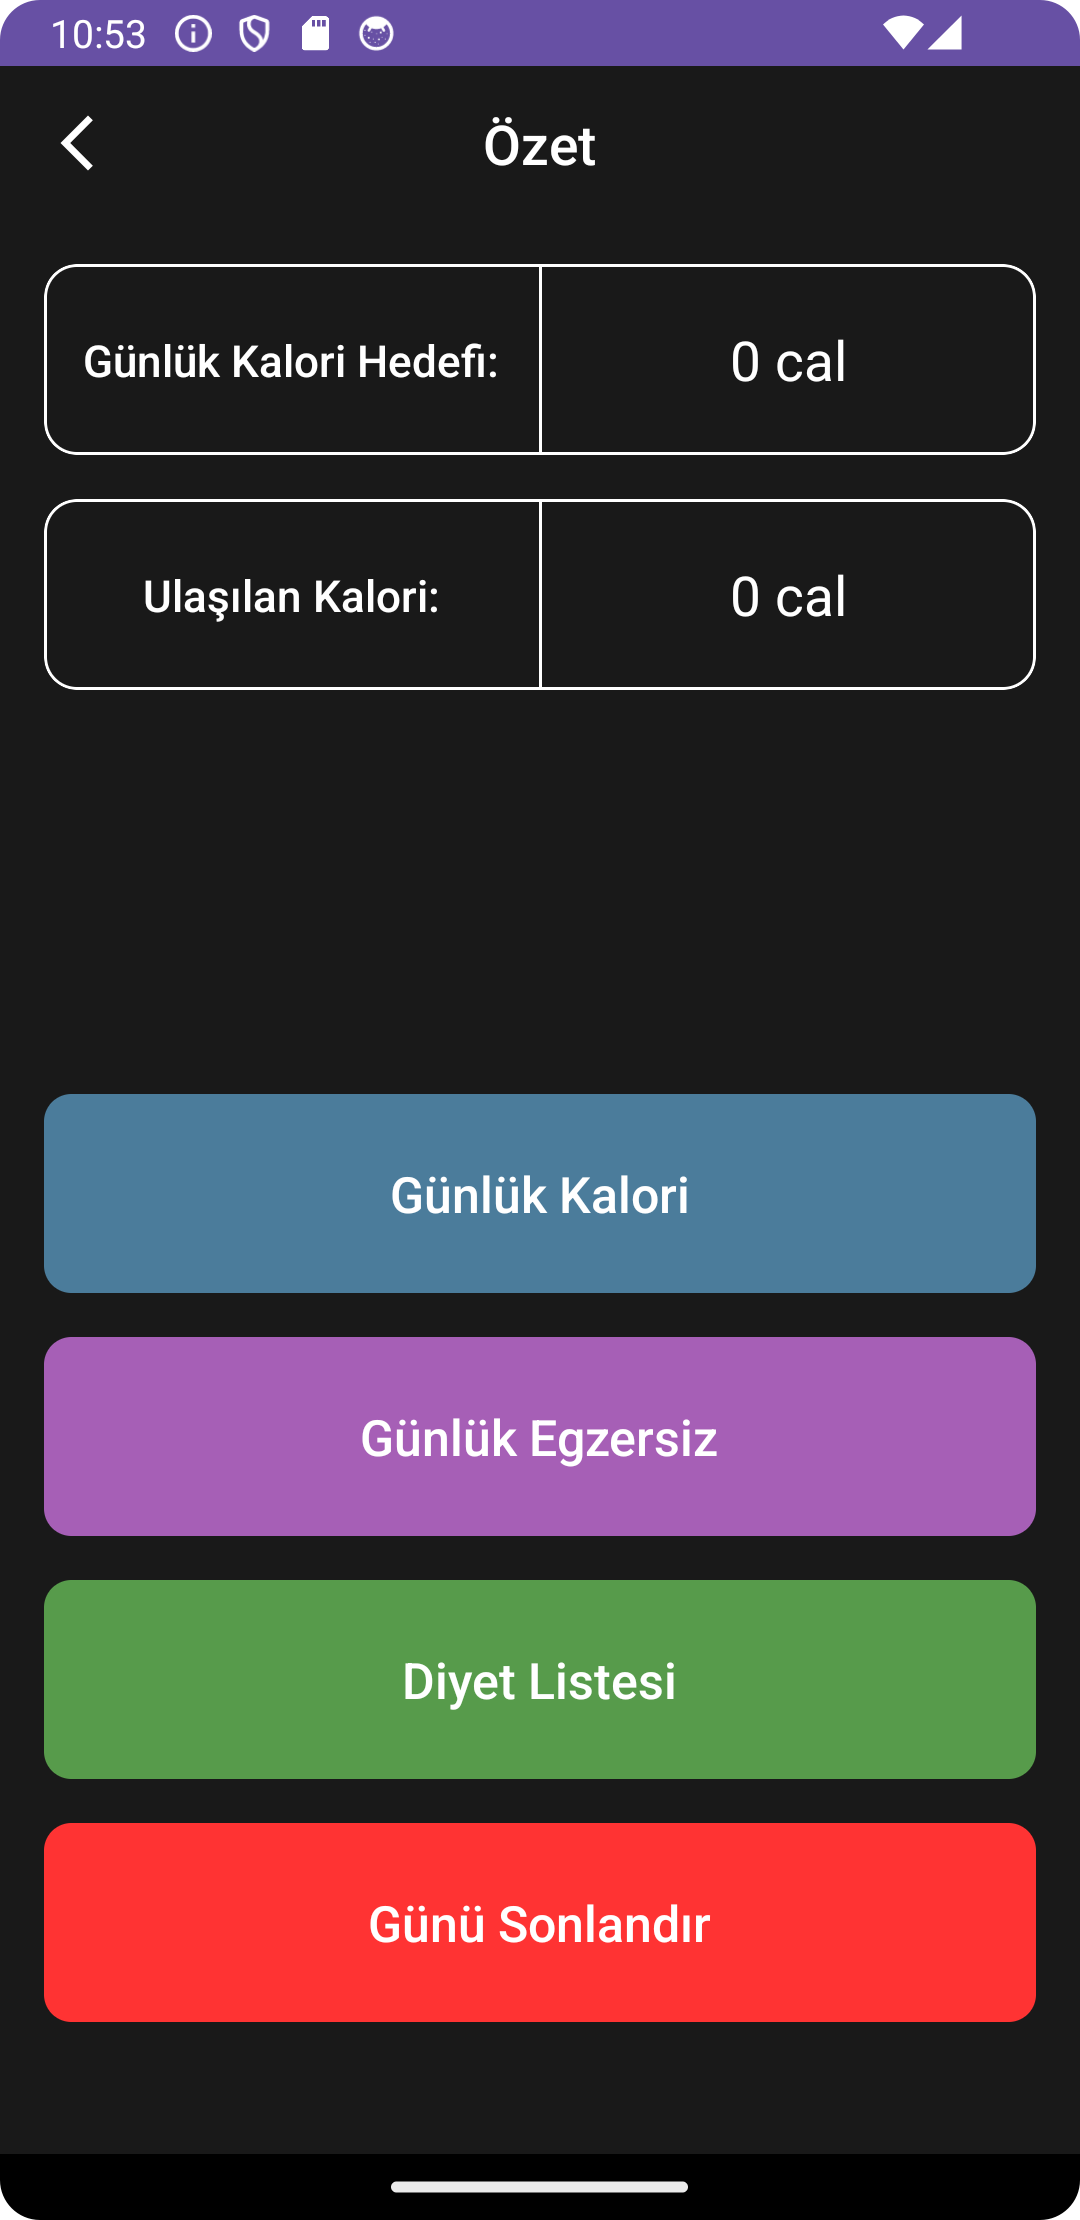 10:53
Özet
Günlük Kalori Hedefi:
0 cal
Ulaşılan Kalori:
0 cal
Günlük Kalori
Günlük Egzersiz
Diyet Listesi
Günü Sonlandır